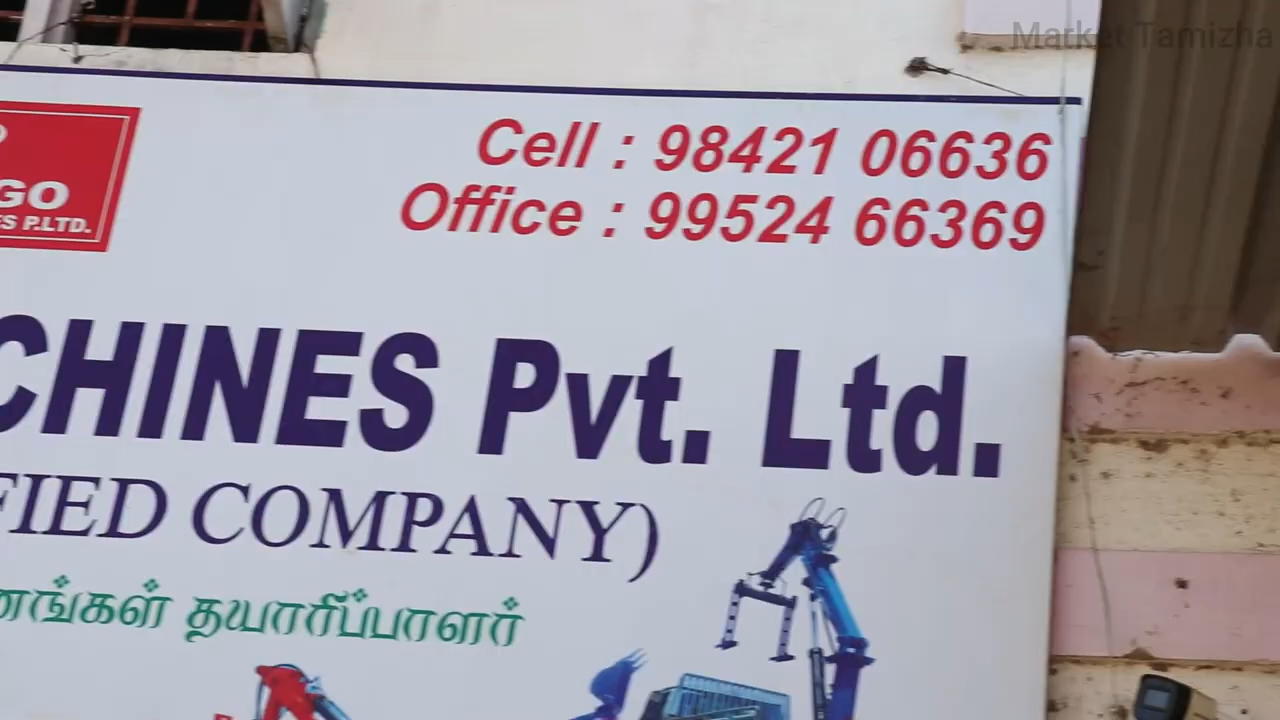 Market Tamizha
Cell : 98421 06636
Office : 99524 66369
GO
ES P.LTD.
CHINES Pvt. Ltd.
FIED COMPANY)
னங்கள் தயாரிப்பாளர்